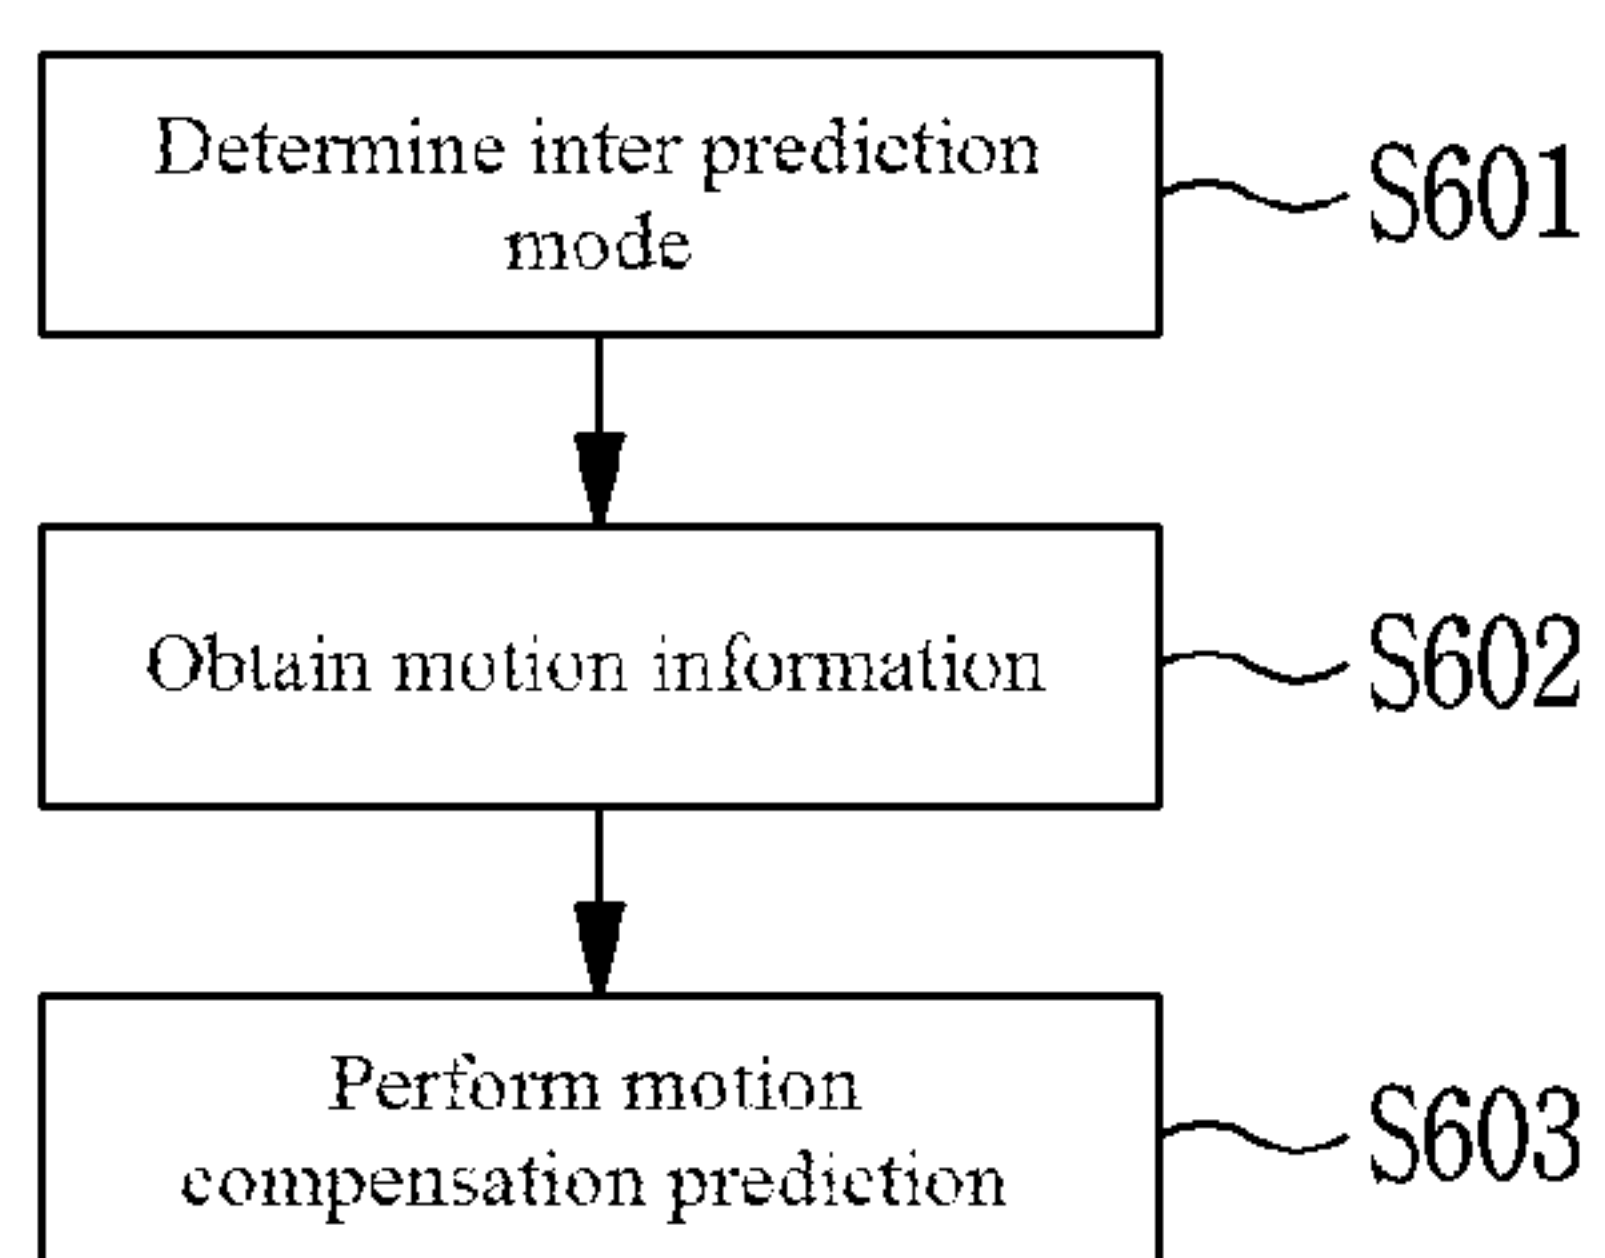 Determine inter prediction
mode
S601
Obtain motion information
S602
Perform motion
compensation prediction
S603